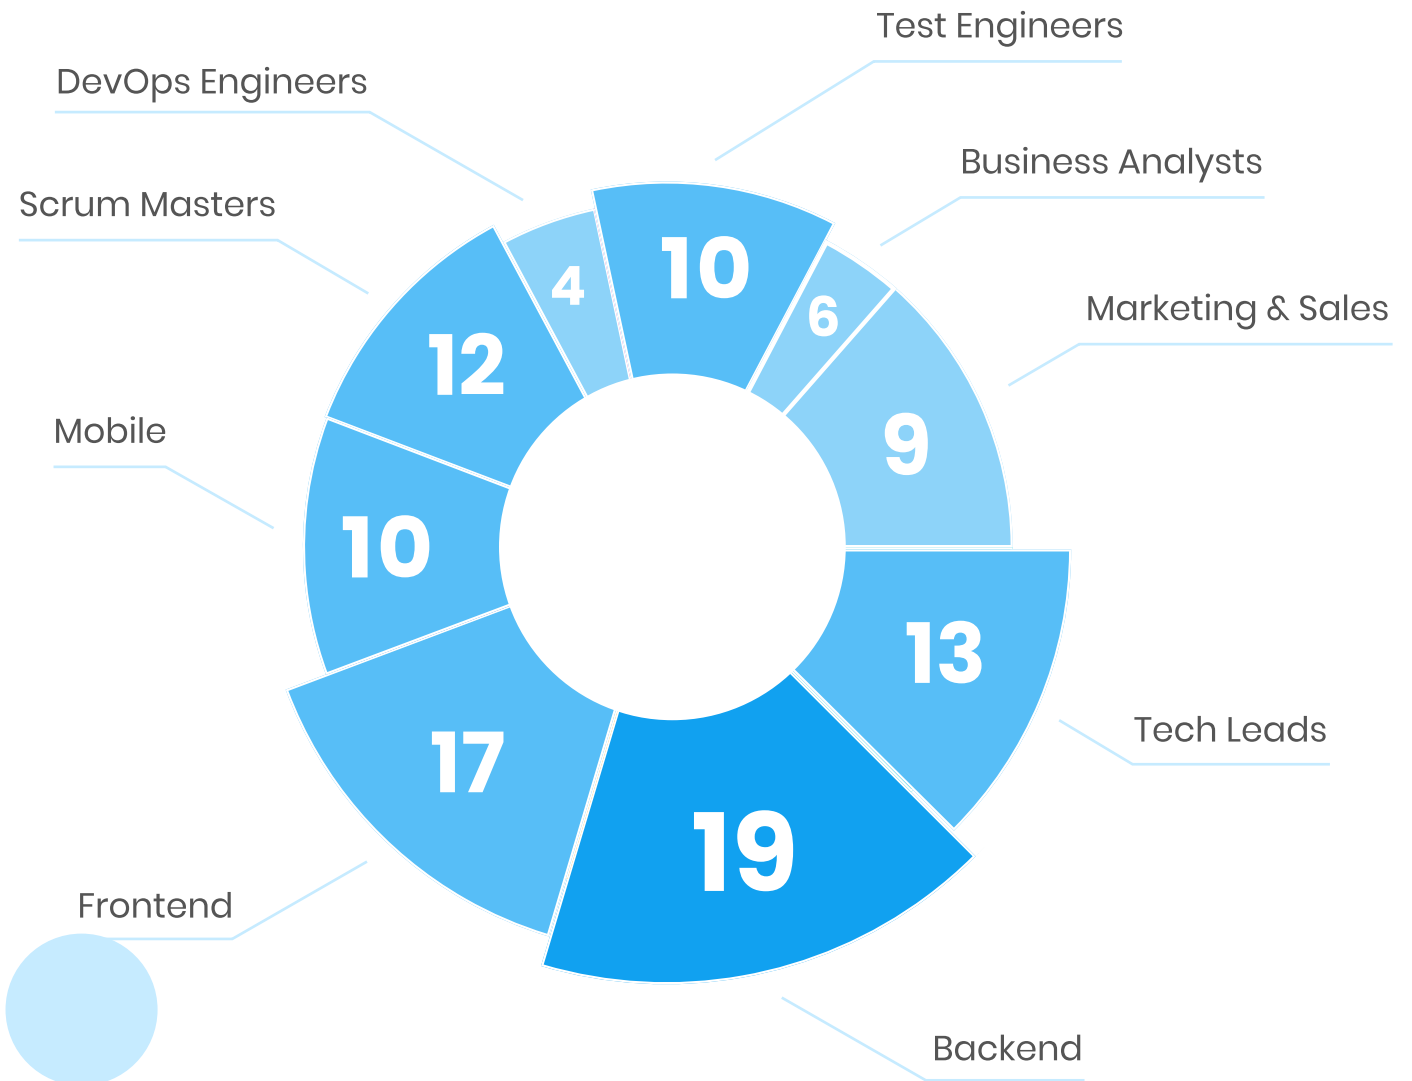 Test Engineers
DevOps Engineers
Business Analysts
Scrum Masters
10
4
6
Marketing & Sales
12
9
Mobile
10
13
Tech Leads
17
19
Frontend
Backend